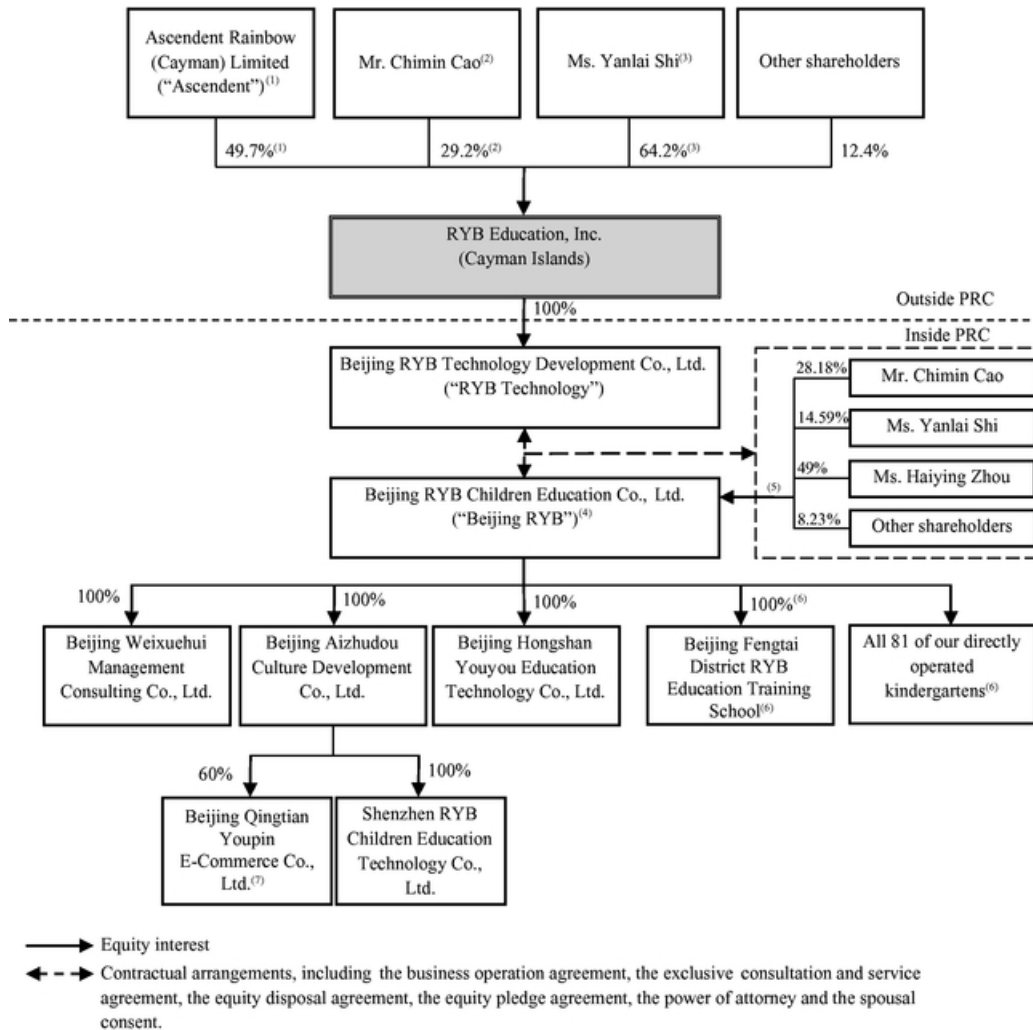 Ascendent Rainbow
(Cayman) Limited
(“Ascendent”)(1)
Mr. Chimin Cao(2)
Ms. Yanlai Shi(3)
Other shareholders
49.7%(1)
29.2%(2)
64.2%(3)
12.4%
RYB Education, Inc.
(Cayman Islands)
100%
Outside PRC
Inside PRC
Beijing RYB Technology Development Co., Ltd.
(“RYB Technology”)
28.18%
Mr. Chimin Cao
14.59%
Ms. Yanlai Shi
49%
Ms. Haiying Zhou
8.23%
Other shareholders
(5)
Beijing RYB Children Education Co., Ltd.
(“Beijing RYB”)(4)
100%
100%
100%
100%(6)
Beijing Weixuehui
Management
Consulting Co., Ltd.
Beijing Aizhudou
Culture Development
Co., Ltd.
Beijing Hongshan
Youyou Education
Technology Co., Ltd.
Beijing Fengtai
District RYB
Education Training
School(6)
All 81 of our directly
operated
kindergartens(6)
60%
100%
Beijing Qingtian
Youpin
E-Commerce Co.,
Ltd.(7)
Shenzhen RYB
Children Education
Technology Co.,
Ltd.
Equity interest
Contractual arrangements, including the business operation agreement, the exclusive consultation and service
agreement, the equity disposal agreement, the equity pledge agreement, the power of attorney and the spousal
consent.